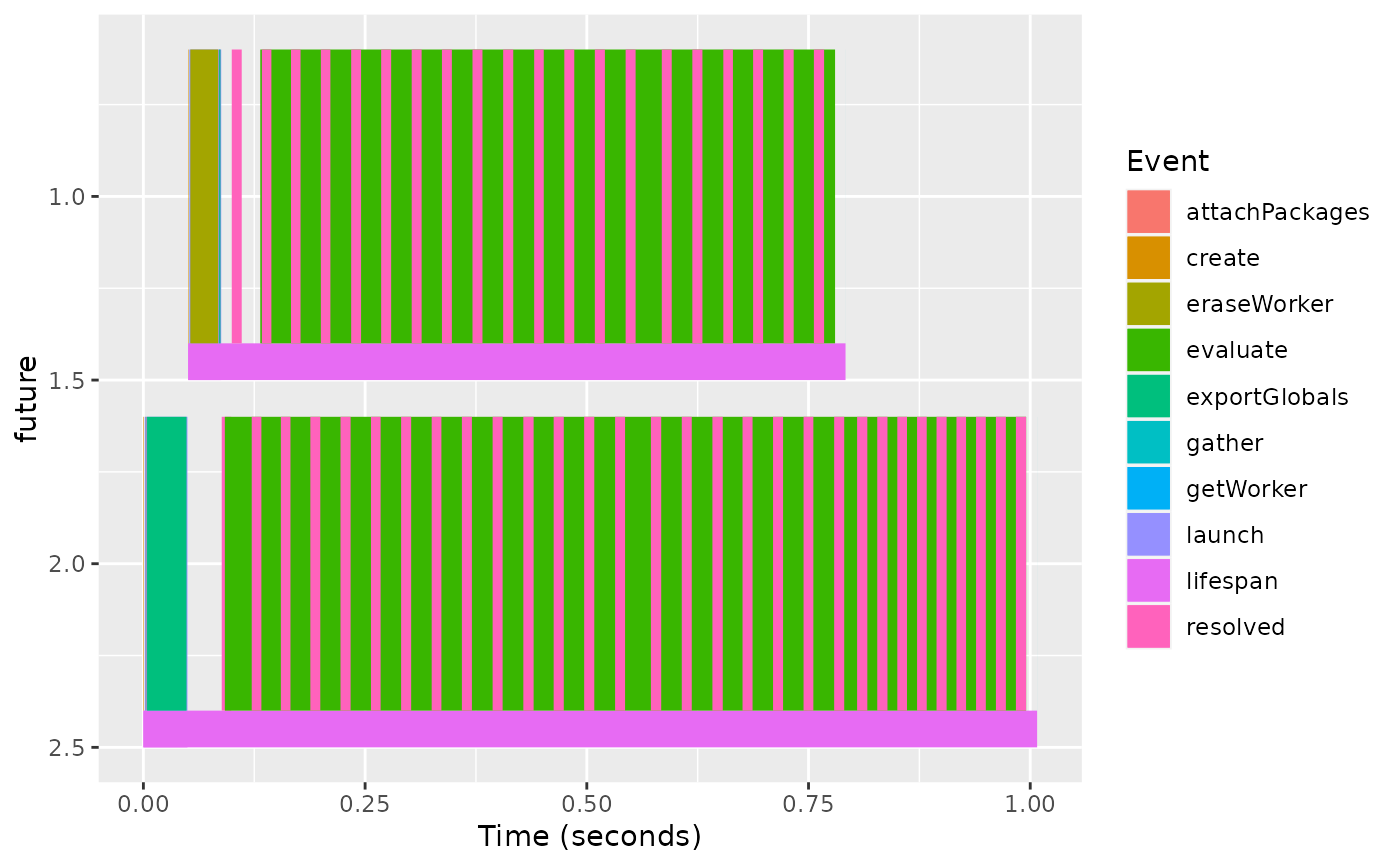 future
1.0
1.5
2.0
2.5
0.00 0.25 0.50 0.75 1.00
Time (seconds)
Event
attachPackages
create
eraseWorker
evaluate
exportGlobals
gather
getWorker
launch
lifespan
resolved